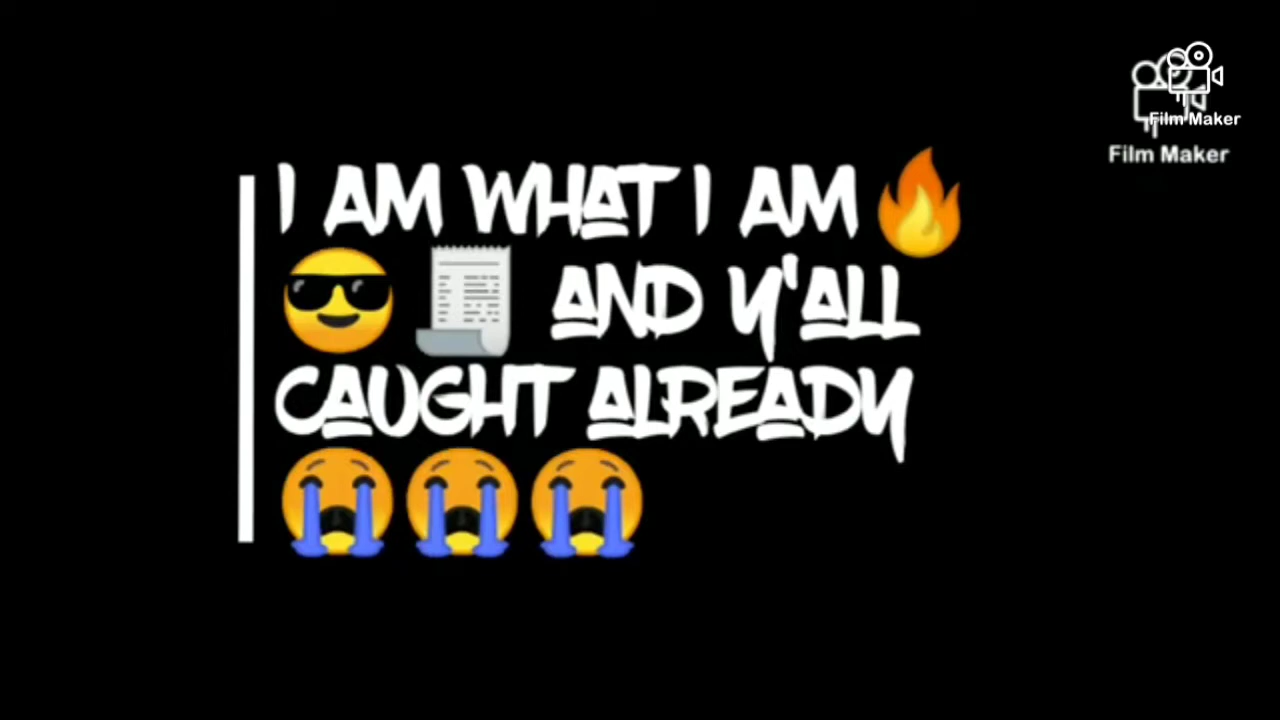 I AM WHAT I AM🔥
😎🧾 AND Y'ALL
CAUGHT ALREADY
😭😭😭
Film Maker
Film Maker